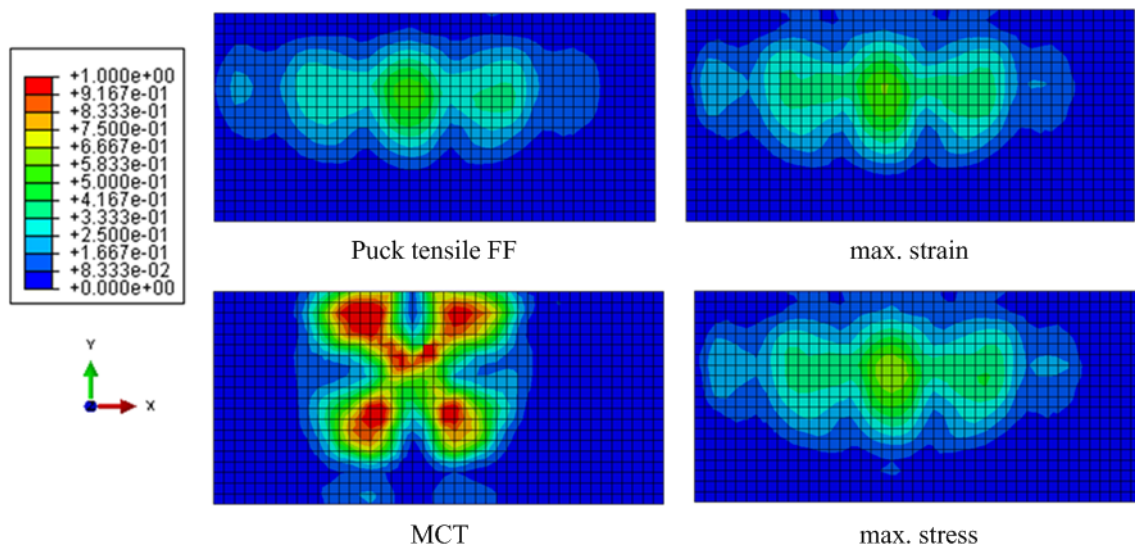 +1.000e+00
+9.167e-01
+8.333e-01
+7.500e-01
+6.667e-01
+5.833e-01
+5.000e-01
+4.167e-01
+3.333e-01
+2.500e-01
+1.667e-01
+8.333e-02
+0.000e+00
Puck tensile FF
max. strain
Y
X
MCT
max. stress